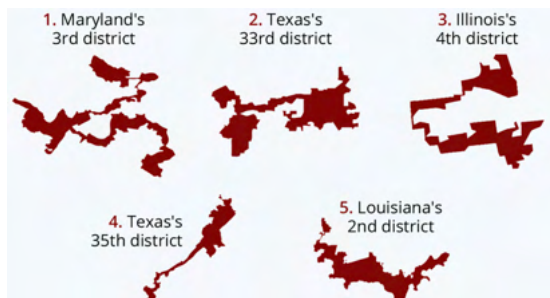 1. Maryland's
3rd district
2. Texas's
33rd district
3. Illinois's
4th district
4. Texas's
35th district
5. Louisiana's
2nd district